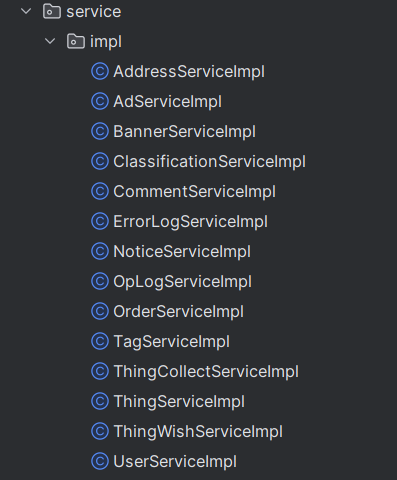 service
impl
AddressServiceImpl
AdServiceImpl
BannerServiceImpl
ClassificationServiceImpl
CommentServiceImpl
ErrorLogServiceImpl
NoticeServiceImpl
OpLogServiceImpl
OrderServiceImpl
TagServiceImpl
ThingCollectServiceImpl
ThingServiceImpl
ThingWishServiceImpl
UserServiceImpl